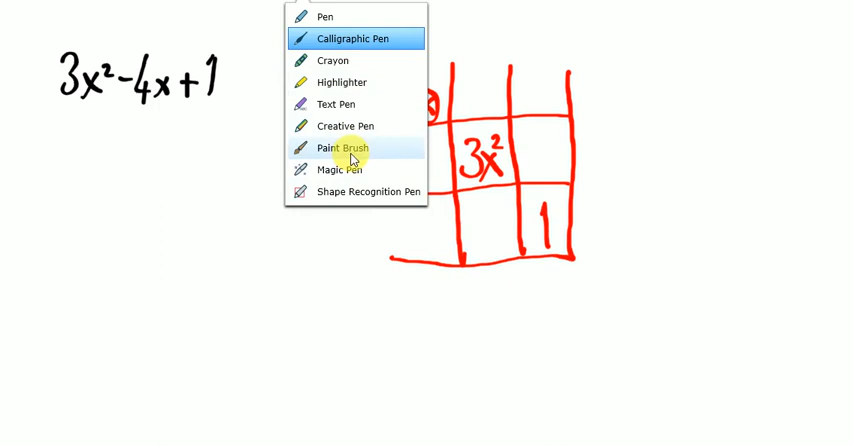 3x² - 4x + 1
Pen
Calligraphic Pen
Crayon
Highlighter
Text Pen
Creative Pen
Paint Brush
Magic Pen
Shape Recognition Pen
3x²
1